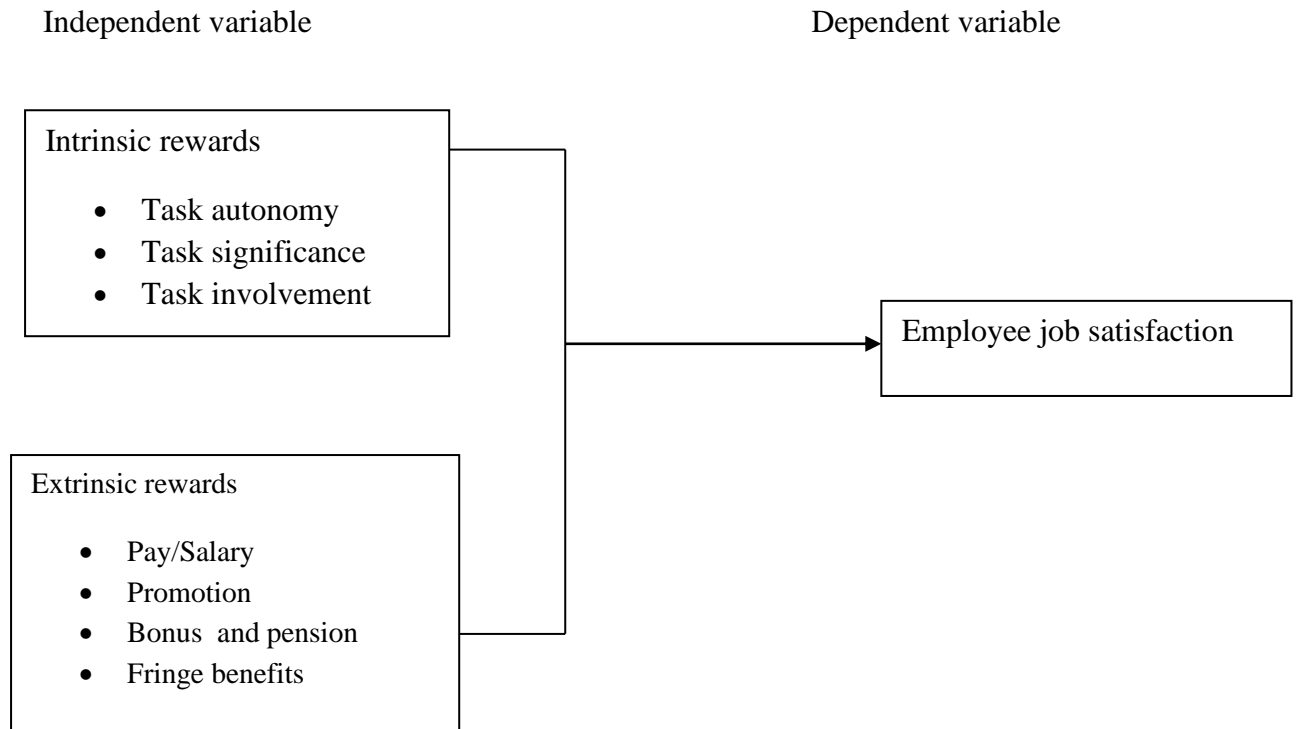 Independent variable
Dependent variable
Intrinsic rewards
• Task autonomy
• Task significance
• Task involvement
Employee job satisfaction
Extrinsic rewards
• Pay/Salary
• Promotion
• Bonus  and pension
• Fringe benefits